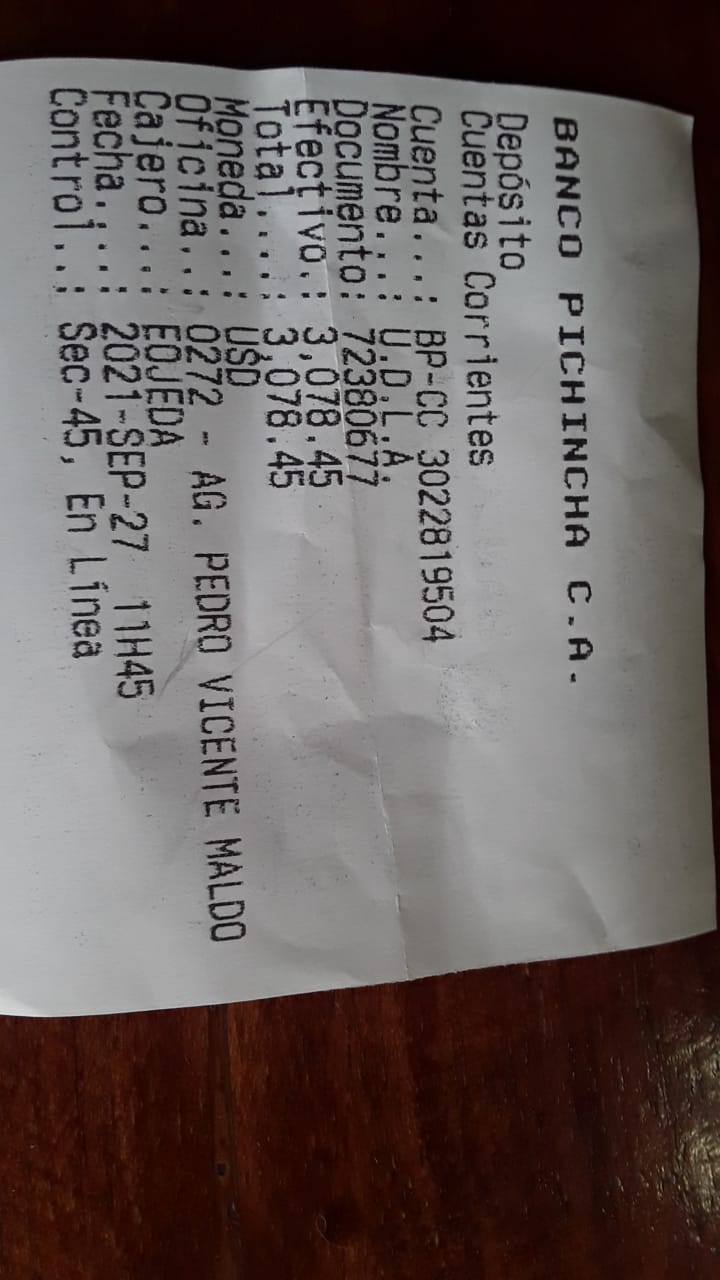 BANCO PICHINCHA C.A.
Depósito
Cuentas Corrientes
Cuenta...: BP-CC 3022819504
Nombre...: U.D.L.A.
Documento: 72380677
Efectivo.: 3,078.45
Total....: 3,078.45
Moneda...: USD
Oficina..: 0272 - AG. PEDRO VICENTE MALDO
Cajero...: EOJEDA
Fecha....: 2021-SEP-27 11H45
Control..: Sec-45, En Línea